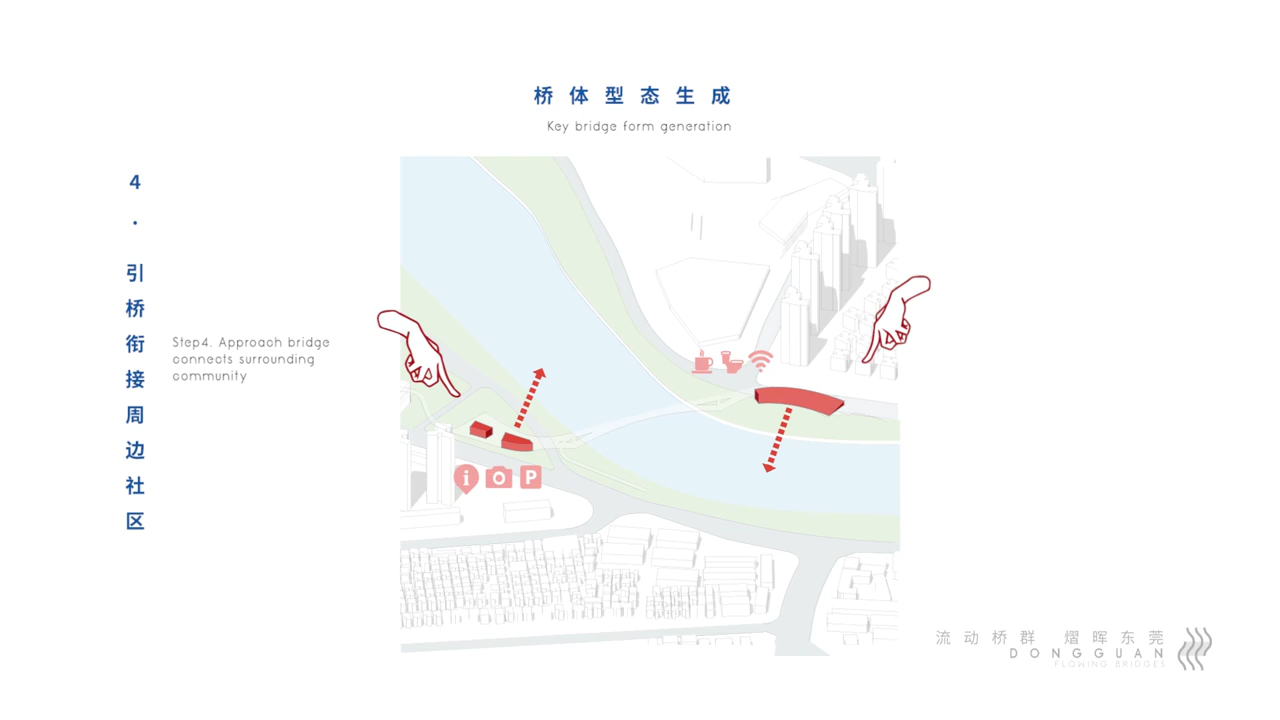 桥体型态生成
Key bridge form generation
4.引桥衔接周边社区
Step4. Approach bridge
connects surrounding
community
i
P
流动桥群 熠晖东莞
DONGGUAN
FLOWING BRIDGES